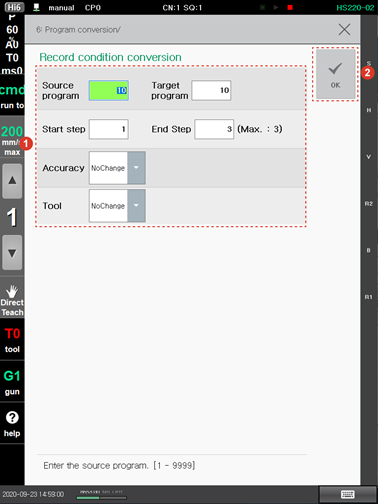 Hi6 manual CP0 CN:1 SQ:1 HS220-02
P
60
%
A0
T0
ms0
cmd
run to
200
mm/s
max
1
Direct
Teach
T0
tool
G1
gun
help
6: Program conversion/
Record condition conversion
Source program 10 Target program 10
Start step 1 End Step 3 (Max. : 3)
Accuracy NoChange
Tool NoChange
1
2
OK
S
H
V
R2
B
R1
Enter the source program. [1 - 9999]
2020-09-23 14:59:00